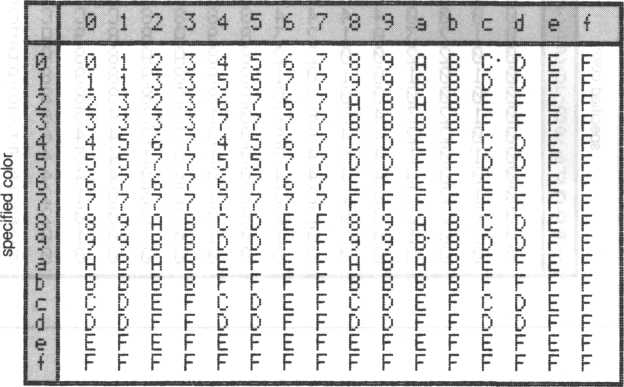 0 1 2 3 4 5 6 7 8 9 a b c d e f
specified color
0 0 1 2 3 4 5 6 7 8 9 A B C D E F
1 1 1 3 3 5 5 7 7 9 9 B B D D F F
2 2 3 2 3 6 7 6 7 A B A B E F E F
3 3 3 3 3 7 7 7 7 B B B B F F F F
4 4 5 6 7 4 5 6 7 C D E F C D E F
5 5 5 7 7 5 5 7 7 D D F F D D F F
6 6 7 6 7 6 7 6 7 E F E F E F E F
7 7 7 7 7 7 7 7 7 F F F F F F F F
8 8 9 A B C D E F 8 9 A B C D E F
9 9 9 B B D D F F 9 9 B B D D F F
a A B A B E F E F A B A B E F E F
b B B B B F F F F B B B B F F F F
c C D E F C D E F C D E F C D E F
d D D F F D D F F D D F F D D F F
e E F E F E F E F E F E F E F E F
f F F F F F F F F F F F F F F F F